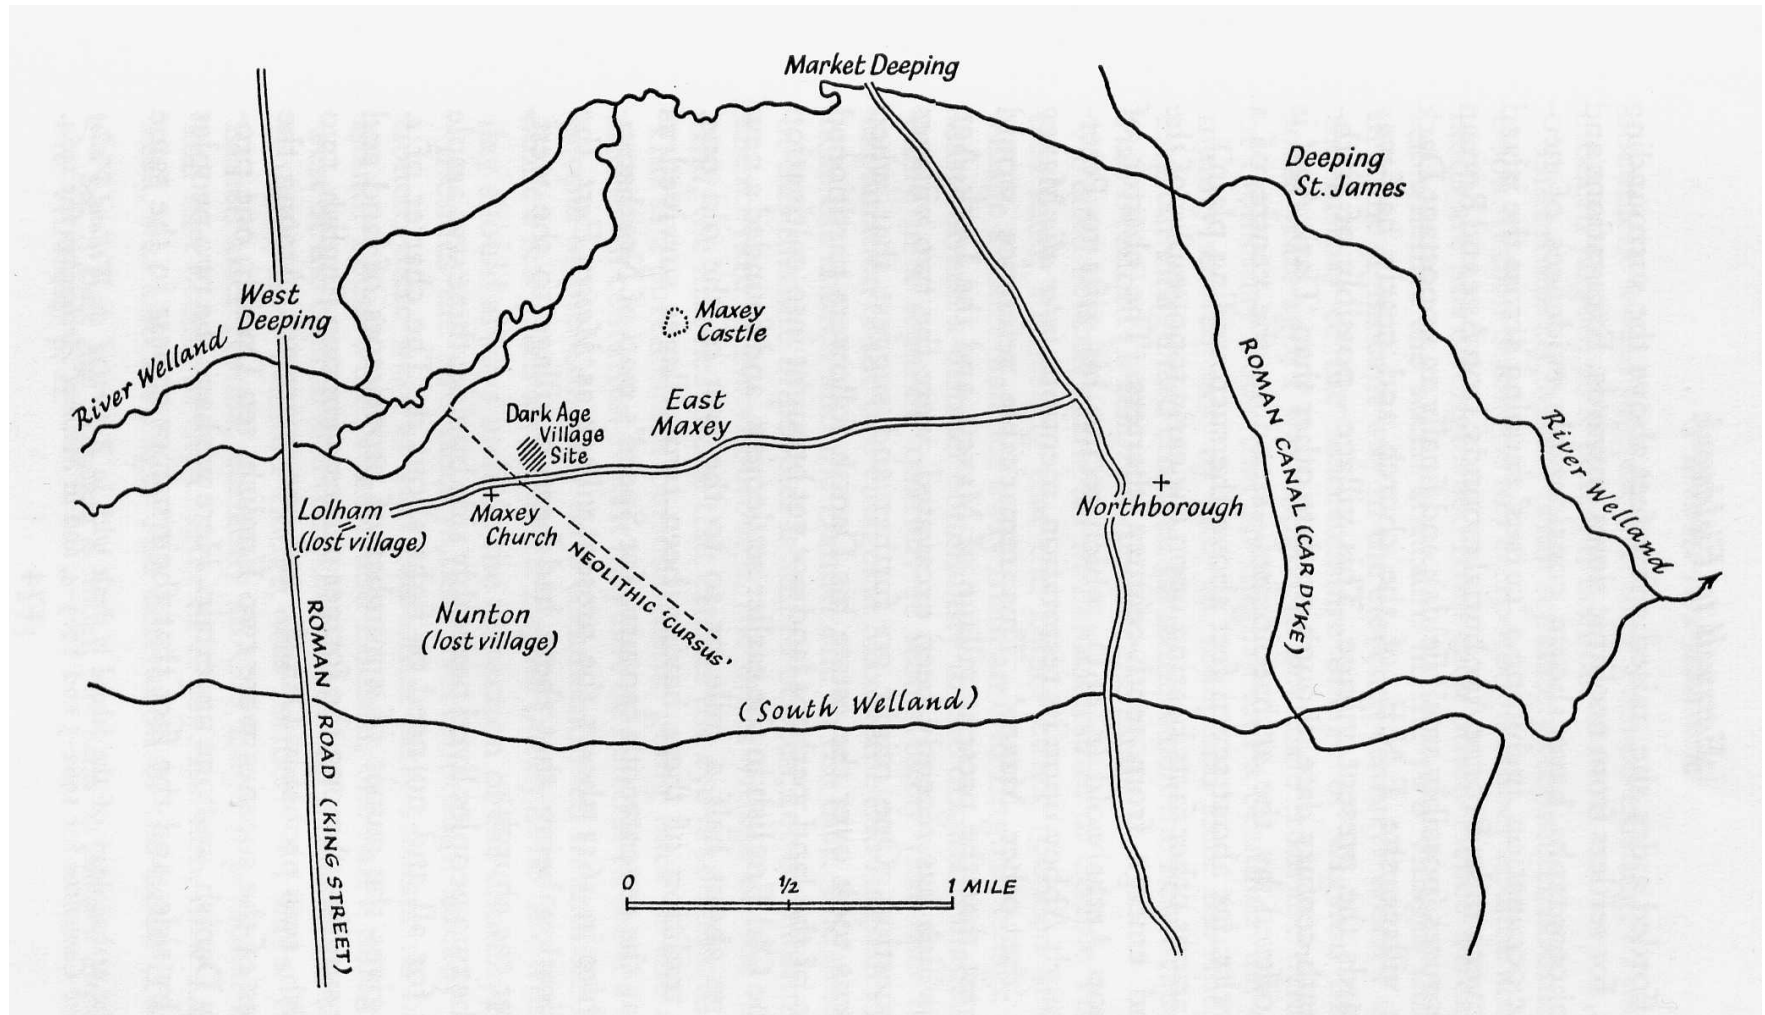 Market Deeping
Deeping
St. James
West
Deeping
River Welland
Maxey
Castle
East
Maxey
Dark Age
Village
Site
ROMAN CANAL (CAR DYKE)
River Welland
Northborough
Lolham
(lost village)
Maxey
Church
NEOLITHIC 'CURSUS'
Nunton
(lost village)
ROMAN ROAD (KING STREET)
(South Welland)
0 1/2 1 MILE